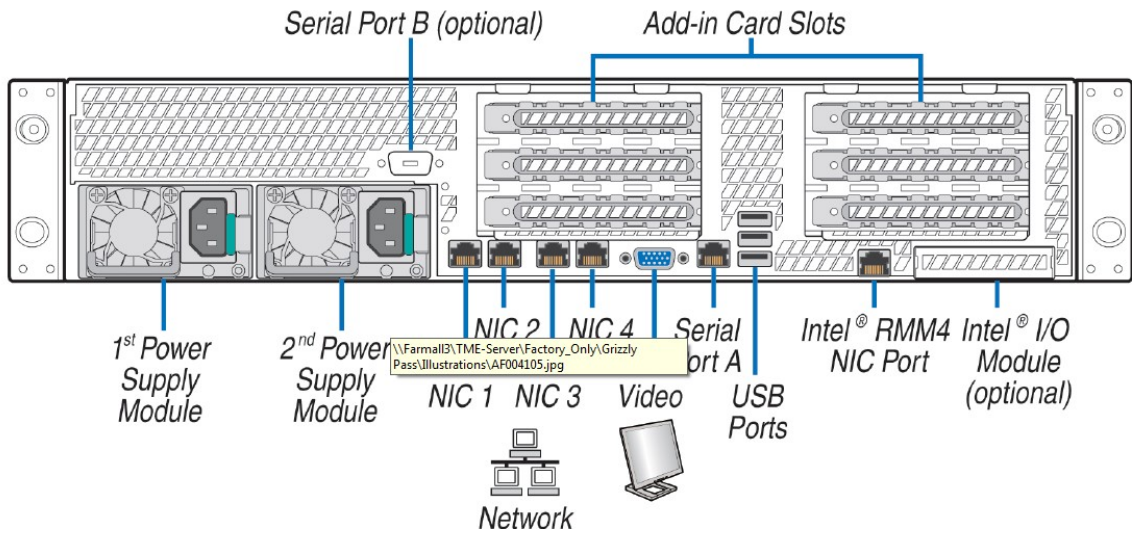 Serial Port B (optional)
Add-in Card Slots
1st Power
Supply
Module
2nd Power
Supply
Module
NIC 2
NIC 4
Serial
ort A
\\Farmall3\TME-Server\Factory_Only\Grizzly
Pass\Illustrations\AF004105.jpg
NIC 1
NIC 3
Video
USB
Ports
Intel ® RMM4
NIC Port
Intel ® I/O
Module
(optional)
Network